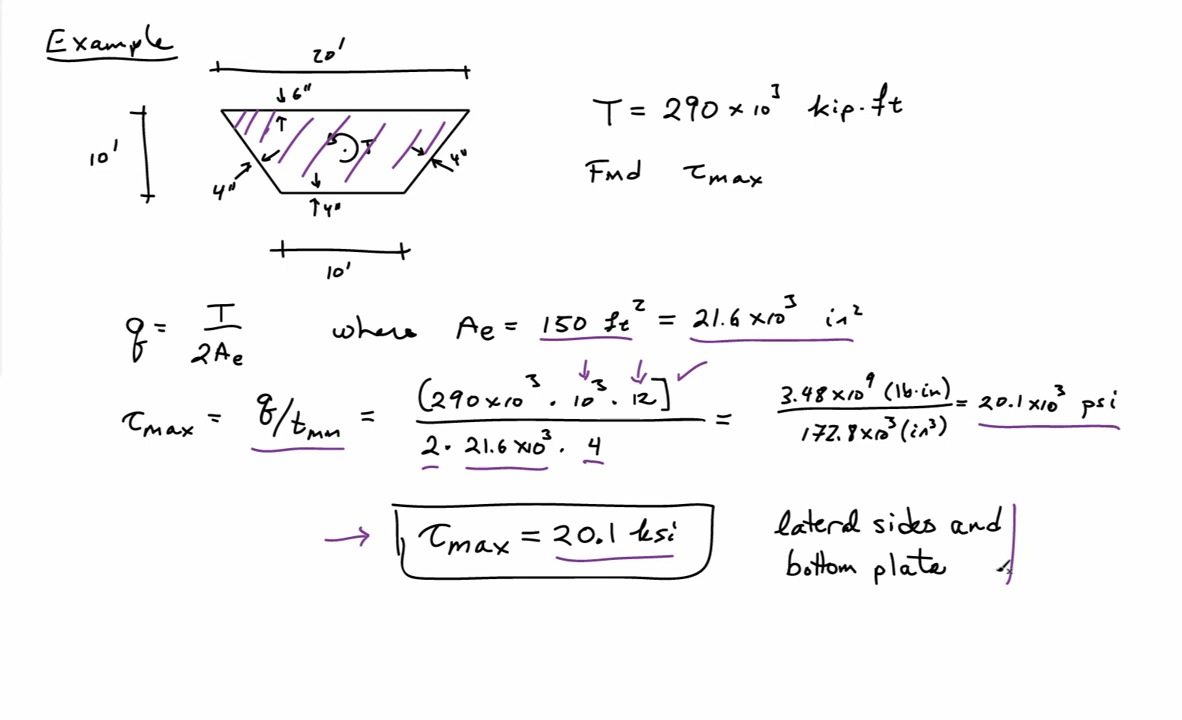 Example
20'
6"
T = 290 × 10³ kip·ft
10'
T
4"
4"
Find τmax
4"
10'
q = T / 2Ae where Ae = 150 ft² = 21.6 × 10³ in²
τmax = q/tmin = (290×10³ · 10³ · 12) / 2 · 21.6 × 10³ · 4 = 3.48 × 10⁹ (lb·in) / 172.8 × 10³ (in³) = 20.1 × 10³ psi
τmax = 20.1 ksi
lateral sides and
bottom plate